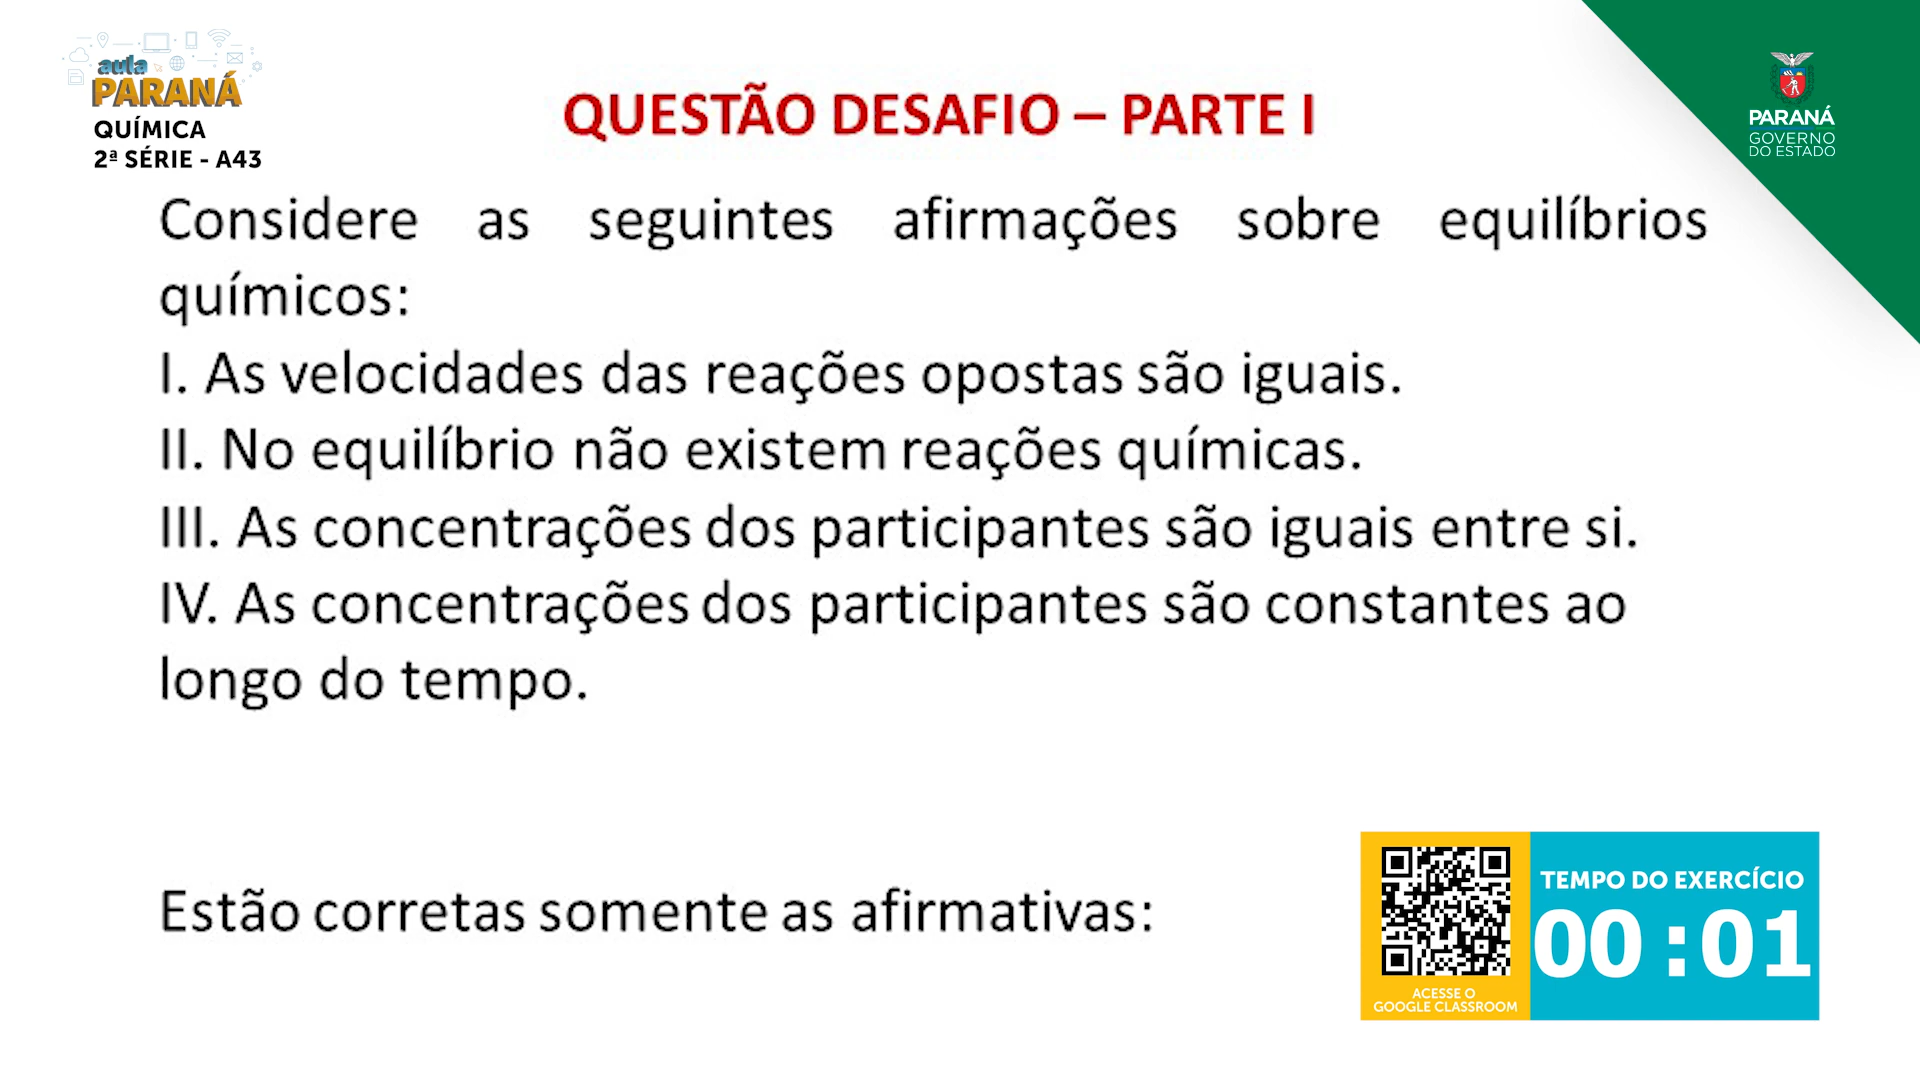 aula
PARANÁ
QUÍMICA
2ª SÉRIE - A43
QUESTÃO DESAFIO – PARTE I
PARANÁ
GOVERNO
DO ESTADO
Considere as seguintes afirmações sobre equilíbrios
químicos:
I. As velocidades das reações opostas são iguais.
II. No equilíbrio não existem reações químicas.
III. As concentrações dos participantes são iguais entre si.
IV. As concentrações dos participantes são constantes ao
longo do tempo.
Estão corretas somente as afirmativas:
TEMPO DO EXERCÍCIO
00:01
ACESSE O
GOOGLE CLASSROOM